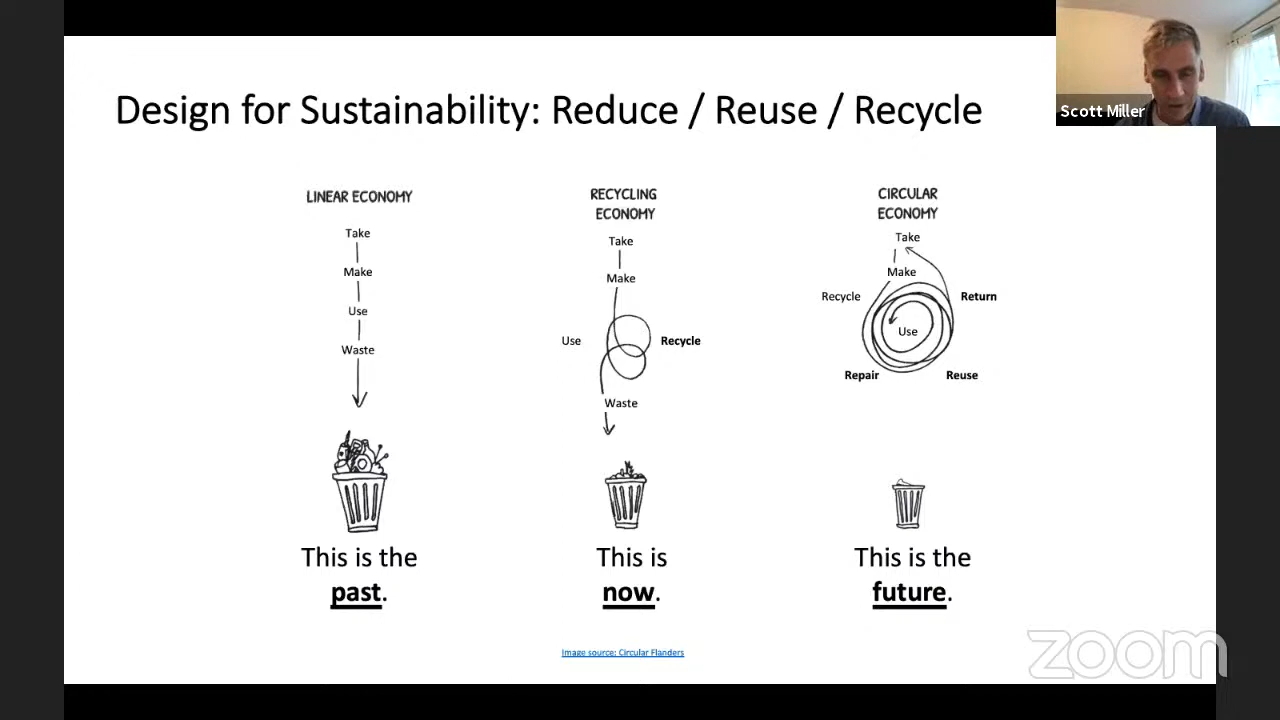 Design for Sustainability: Reduce / Reuse / Recycle
Scott Miller
LINEAR ECONOMY
Take
Make
Use
Waste
This is the
past.
RECYCLING
ECONOMY
Take
Make
Use
Recycle
Waste
This is
now.
CIRCULAR
ECONOMY
Take
Make
Recycle
Return
Use
Repair
Reuse
This is the
future.
Image source: Circular Flanders
zoom